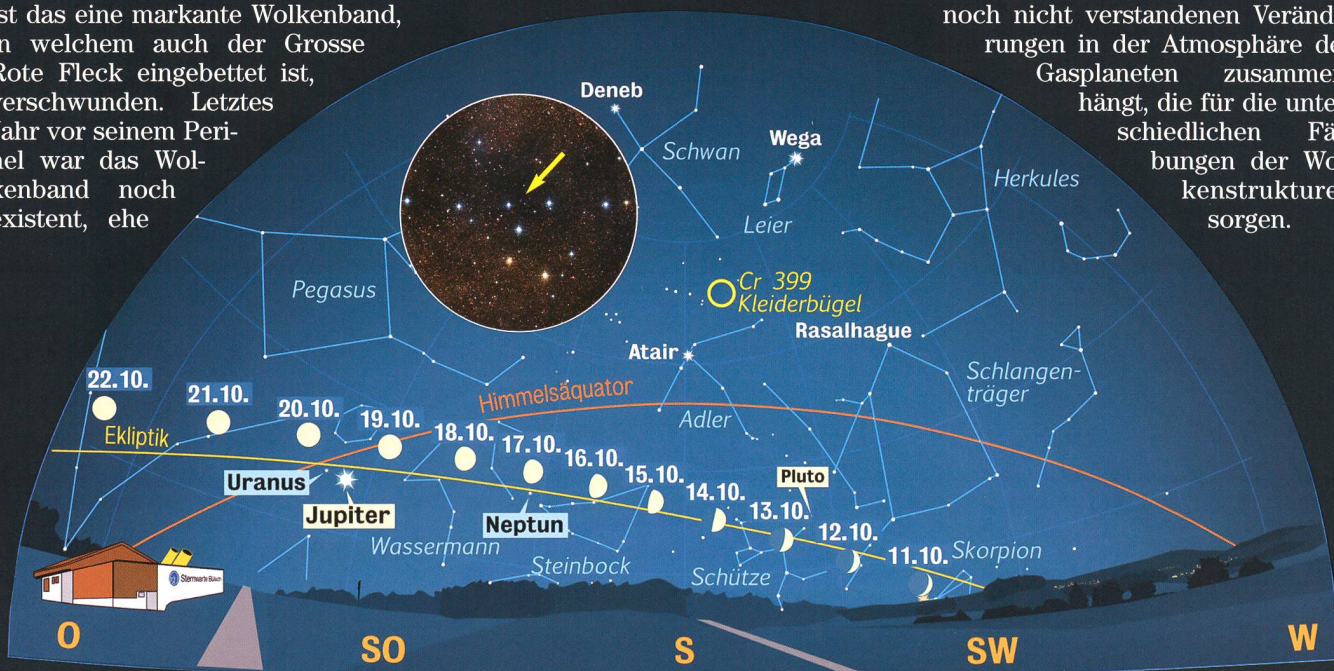 st das eine markante Wolkenband,
n welchem auch der Grosse
Rote Fleck eingebettet ist,
verschwunden. Letztes
Jahr vor seinem Peri-
hel war das Wol-
kenband noch
existent, ehe
noch nicht verstandenen Veränd
rungen in der Atmosphäre de
Gasplaneten zusamme
hängt, die für die unte
schiedlichen Fä
bungen der Wo
kenstrukture
sorgen.
Deneb
Schwan
Wega
Leier
Herkules
Pegasus
Cr 399
Kleiderbügel
Rasalhague
Atair
Schlangen-
träger
Himmelsäquator
Adler
22.10.
21.10.
20.10.
19.10.
18.10.
17.10.
16.10.
15.10.
14.10.
13.10.
12.10.
11.10.
Ekliptik
Uranus
Jupiter
Neptun
Pluto
Wassermann
Steinbock
Schütze
Skorpion
Sternwarte Bülach
O
SO
S
SW
W